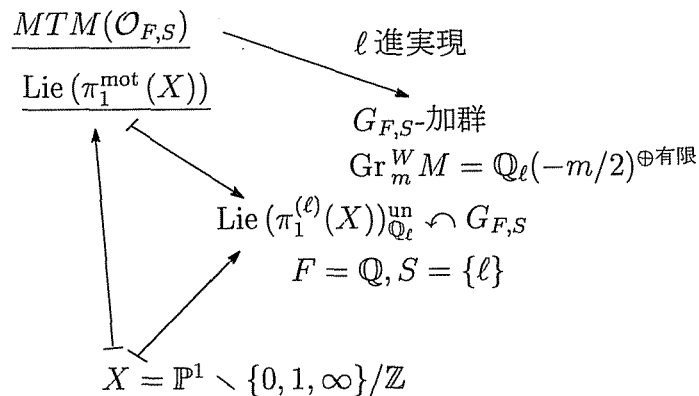 MTM(𝒪_{F,S})
ℓ 進実現
Lie (π_1^{mot}(X))
G_{F,S}-加群
Gr_m^W M = ℚ_ℓ(−m/2)^{⊕有限}
Lie (π_1^{(ℓ)}(X))_{ℚ_ℓ}^{un} ↶ G_{F,S}
F = ℚ, S = {ℓ}
X = ℙ^1 ∖ {0, 1, ∞}/ℤ